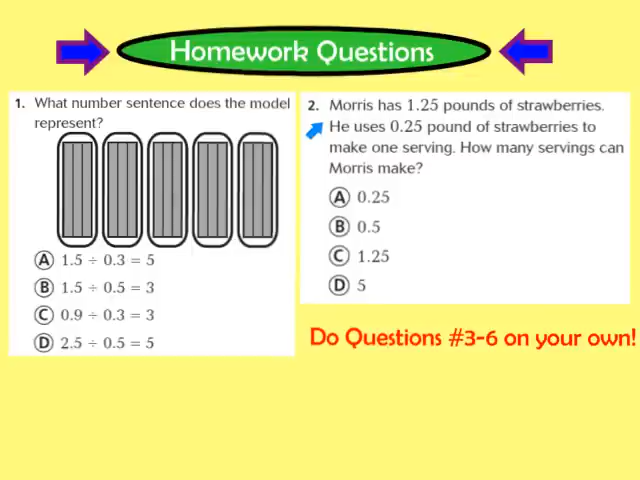 Homework Questions
1. What number sentence does the model
represent?
A 1.5 ÷ 0.3 = 5
B 1.5 ÷ 0.5 = 3
C 0.9 ÷ 0.3 = 3
D 2.5 ÷ 0.5 = 5
2. Morris has 1.25 pounds of strawberries.
He uses 0.25 pound of strawberries to
make one serving. How many servings can
Morris make?
A 0.25
B 0.5
C 1.25
D 5
Do Questions #3-6 on your own!